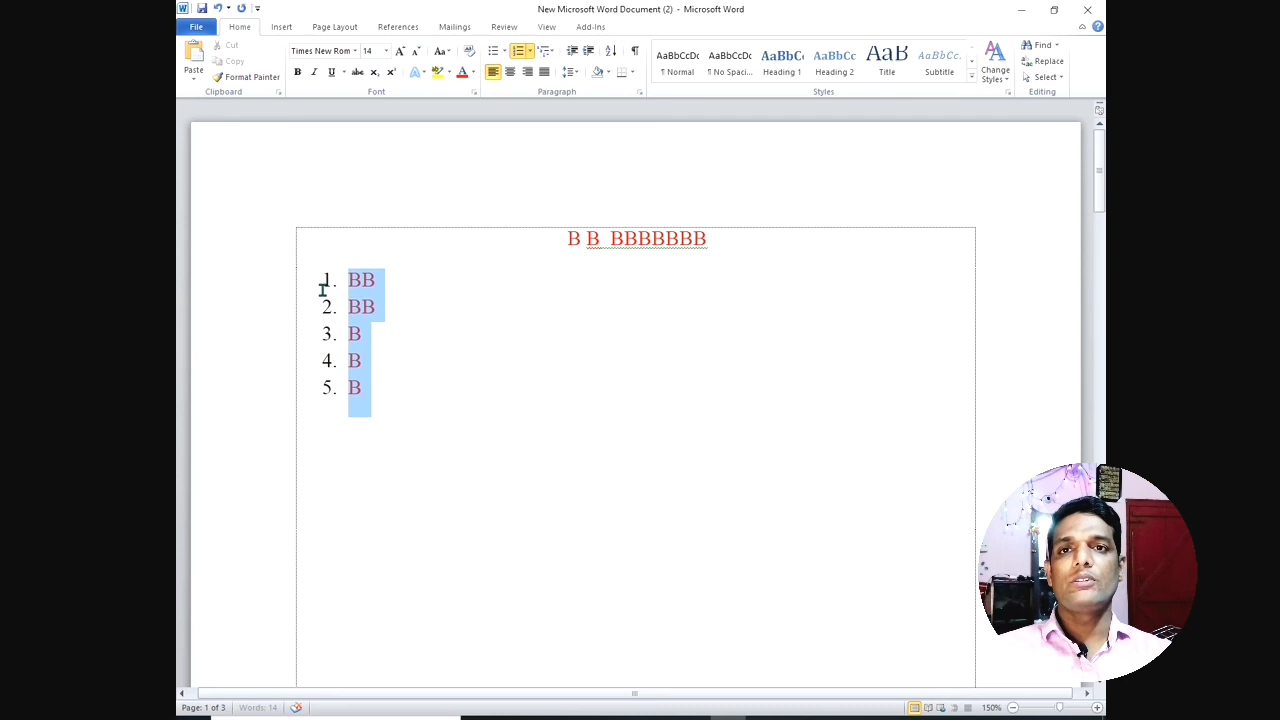 New Microsoft Word Document (2) - Microsoft Word
File Home Insert Page Layout References Mailings Review View Add-Ins
Paste
Cut
Copy
Format Painter
Clipboard
Times New Rom 14
Font
Paragraph
AaBbCcDc AaBbCcDc AaBbC AaBbCc AaB AaBbCc.
¶ Normal ¶ No Spaci... Heading 1 Heading 2 Title Subtitle
Change
Styles
Styles
Find
Replace
Select
Editing
B B BBBBBBB
1. BB
2. BB
3. B
4. B
5. B
Page: 1 of 3 Words: 14 150%